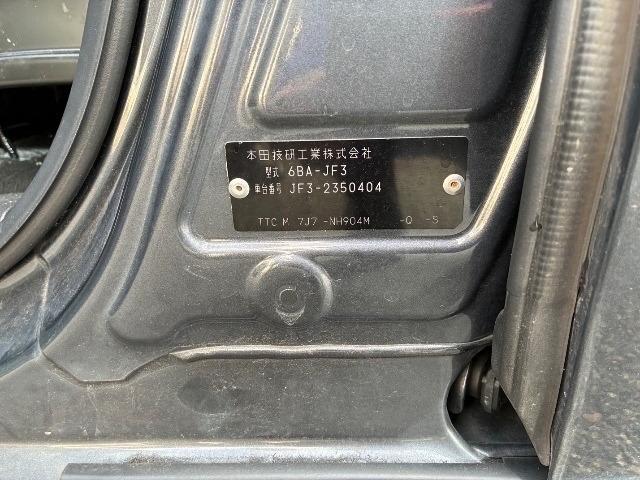 本田技研工業株式会社
型式 6BA-JF3
車台番号 JF3-2350404
TTC M 7J7 -NH904M -0 -S